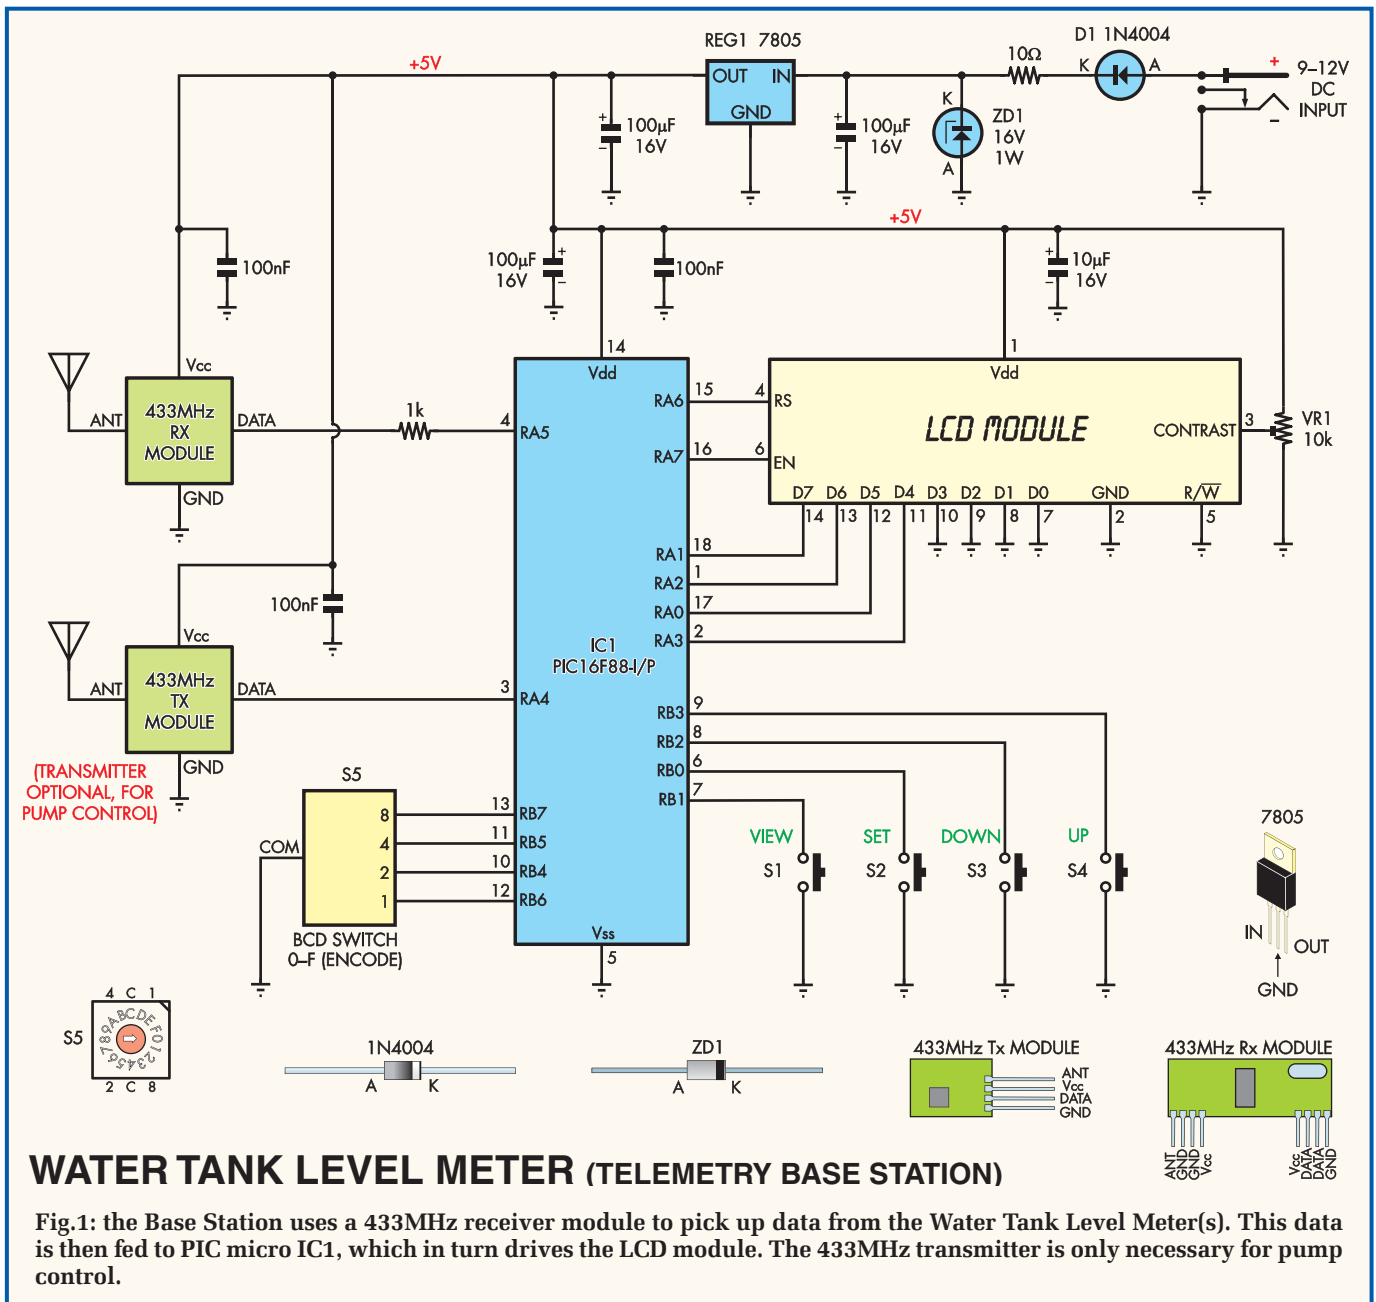 REG1 7805
D1 1N4004
+5V
OUT IN
GND
10Ω
K A
+
9–12V
DC
INPUT
–
+
100µF
16V
–
+
100µF
16V
–
K
ZD1
16V
1W
A
+5V
100nF
100µF
16V
+
–
100nF
+
10µF
16V
–
Vcc
ANT
433MHz
RX
MODULE
DATA
GND
1k
4
RA5
14
Vdd
RA6
15
4
RS
RA7
16
6
EN
1
Vdd
LCD MODULE
CONTRAST
3
VR1
10k
D7 D6 D5 D4 D3 D2 D1 D0 GND R/W̅
14 13 12 11 10 9 8 7 2 5
RA1
18
RA2
1
RA0
17
RA3
2
100nF
Vcc
ANT
433MHz
TX
MODULE
DATA
GND
3
RA4
IC1
PIC16F88-I/P
(TRANSMITTER
OPTIONAL, FOR
PUMP CONTROL)
RB3
9
RB2
8
RB0
6
RB1
7
S5
COM
8
4
2
1
13
RB7
11
RB5
10
RB4
12
RB6
BCD SWITCH
0–F (ENCODE)
Vss
5
VIEW
S1
SET
S2
DOWN
S3
UP
S4
7805
IN
OUT
GND
S5
4 C 1
0123456789ABCDEF
2 C 8
1N4004
A K
ZD1
A K
433MHz Tx MODULE
ANT
Vcc
DATA
GND
433MHz Rx MODULE
ANT
GND
GND
Vcc
Vcc
DATA
DATA
GND
WATER TANK LEVEL METER (TELEMETRY BASE STATION)
Fig.1: the Base Station uses a 433MHz receiver module to pick up data from the Water Tank Level Meter(s). This data
is then fed to PIC micro IC1, which in turn drives the LCD module. The 433MHz transmitter is only necessary for pump
control.